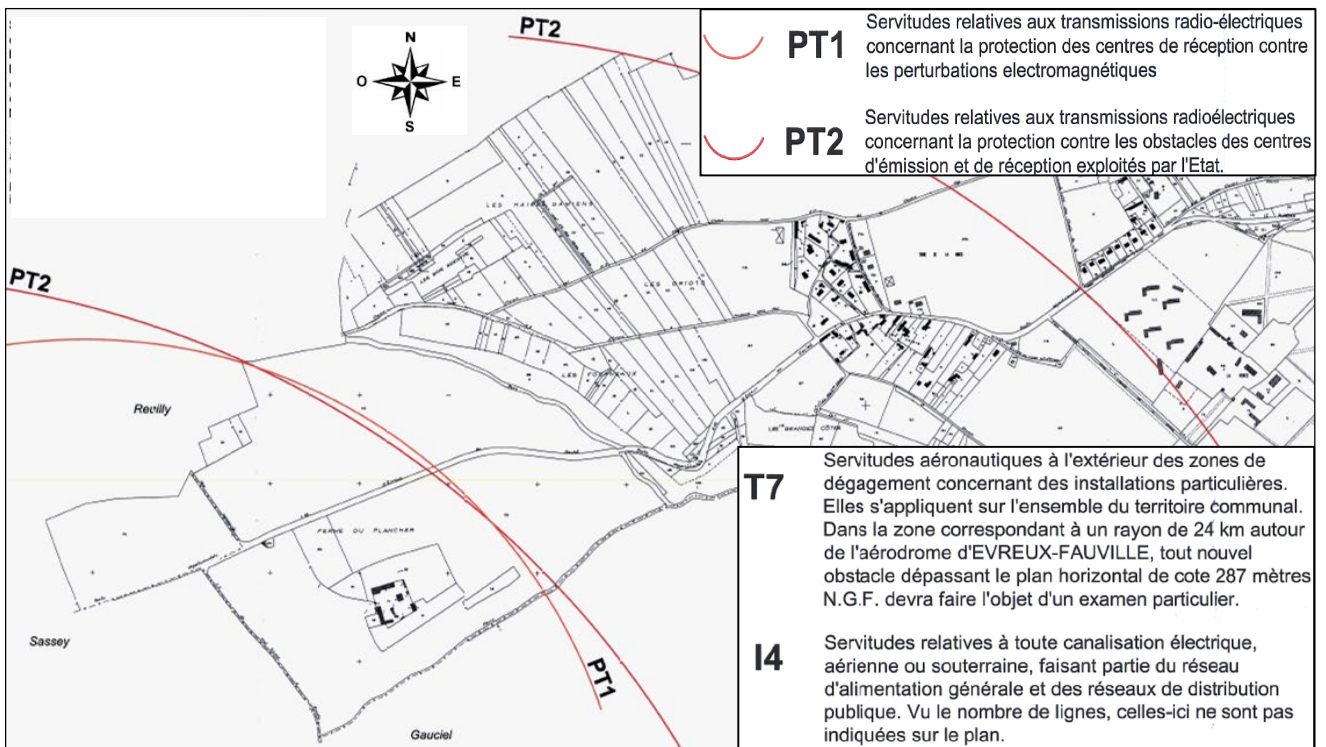 PT2
N
O
E
S
PT1
Servitudes relatives aux transmissions radio-électriques
concernant la protection des centres de réception contre
les perturbations electromagnétiques
PT2
Servitudes relatives aux transmissions radioélectriques
concernant la protection contre les obstacles des centres
d'émission et de réception exploités par l'Etat.
PT2
LES HAIES DAMIENS
LES GRIOTS
Reuilly
LES GRANDES CÔTES
FERME DU PLANCHER
Sassey
PT1
Gauciel
T7
Servitudes aéronautiques à l'extérieur des zones de
dégagement concernant des installations particulières.
Elles s'appliquent sur l'ensemble du territoire communal.
Dans la zone correspondant à un rayon de 24 km autour
de l'aérodrome d'EVREUX-FAUVILLE, tout nouvel
obstacle dépassant le plan horizontal de cote 287 mètres
N.G.F. devra faire l'objet d'un examen particulier.
I4
Servitudes relatives à toute canalisation électrique,
aérienne ou souterraine, faisant partie du réseau
d'alimentation générale et des réseaux de distribution
publique. Vu le nombre de lignes, celles-ci ne sont pas
indiquées sur le plan.